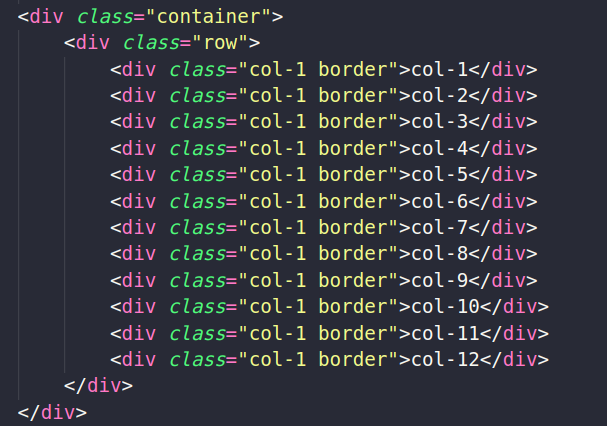 <div class="container">
<div class="row">
<div class="col-1 border">col-1</div>
<div class="col-1 border">col-2</div>
<div class="col-1 border">col-3</div>
<div class="col-1 border">col-4</div>
<div class="col-1 border">col-5</div>
<div class="col-1 border">col-6</div>
<div class="col-1 border">col-7</div>
<div class="col-1 border">col-8</div>
<div class="col-1 border">col-9</div>
<div class="col-1 border">col-10</div>
<div class="col-1 border">col-11</div>
<div class="col-1 border">col-12</div>
</div>
</div>